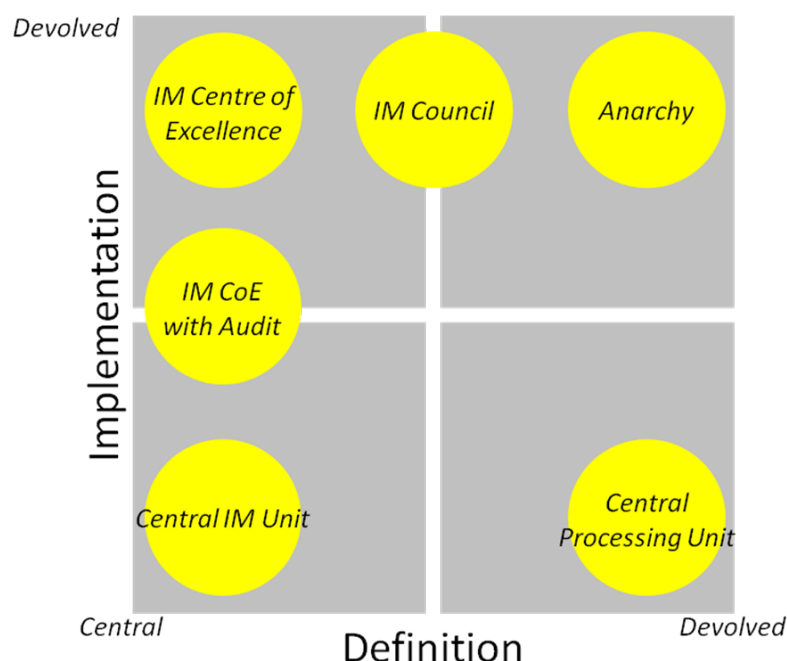 Devolved
IM Centre of
Excellence
IM Council
Anarchy
Implementation
IM CoE
with Audit
Central IM Unit
Central
Processing Unit
Central
Devolved
Definition